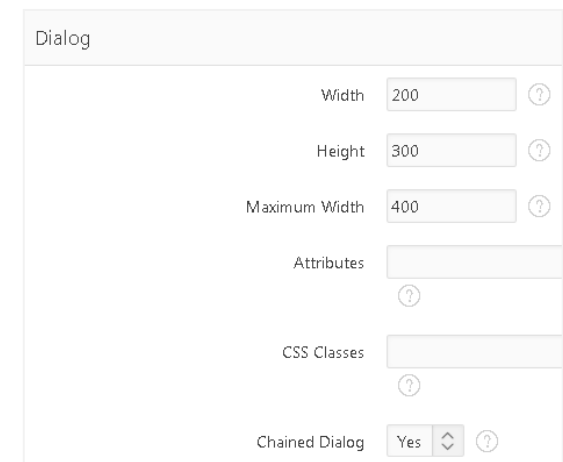 Dialog
Width 200 ?
Height 300 ?
Maximum Width 400 ?
Attributes
?
CSS Classes
?
Chained Dialog Yes ?